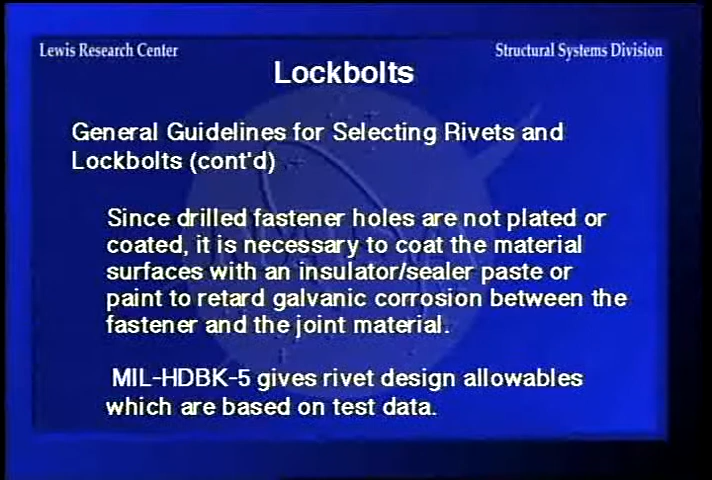 Lewis Research Center
Structural Systems Division
Lockbolts
General Guidelines for Selecting Rivets and
Lockbolts (cont'd)
Since drilled fastener holes are not plated or
coated, it is necessary to coat the material
surfaces with an insulator/sealer paste or
paint to retard galvanic corrosion between the
fastener and the joint material.
MIL-HDBK-5 gives rivet design allowables
which are based on test data.